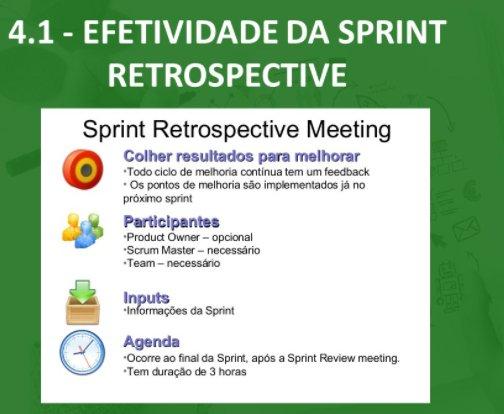 4.1 - EFETIVIDADE DA SPRINT
RETROSPECTIVE
Sprint Retrospective Meeting
Colher resultados para melhorar
•Todo ciclo de melhoria contínua tem um feedback
• Os pontos de melhoria são implementados já no
próximo sprint
Participantes
•Product Owner – opcional
•Scrum Master – necessário
•Team – necessário
Inputs
•Informações da Sprint
Agenda
•Ocorre ao final da Sprint, após a Sprint Review meeting.
•Tem duração de 3 horas